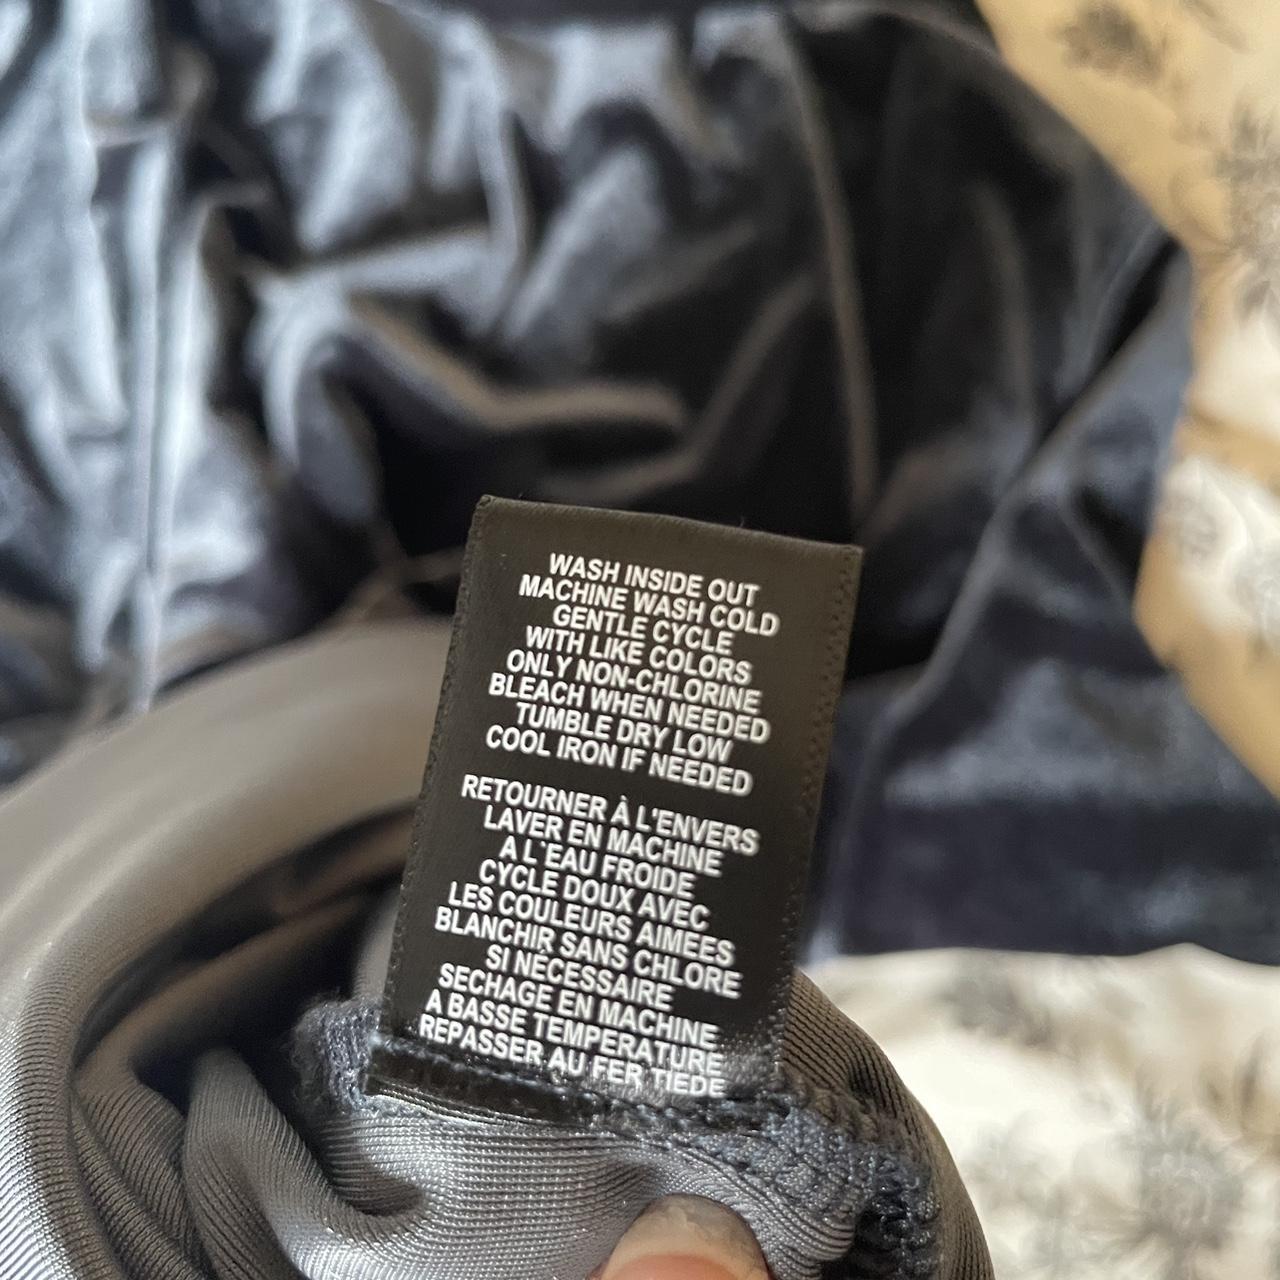 WASH INSIDE OUT
MACHINE WASH COLD
GENTLE CYCLE
WITH LIKE COLORS
ONLY NON-CHLORINE
BLEACH WHEN NEEDED
TUMBLE DRY LOW
COOL IRON IF NEEDED
RETOURNER À L'ENVERS
LAVER EN MACHINE
A L`EAU FROIDE
CYCLE DOUX AVEC
LES COULEURS AIMEES
BLANCHIR SANS CHLORE
SI NÉCESSAIRE
SECHAGE EN MACHINE
A BASSE TEMPERATURE
REPASSER AU FER TIEDE